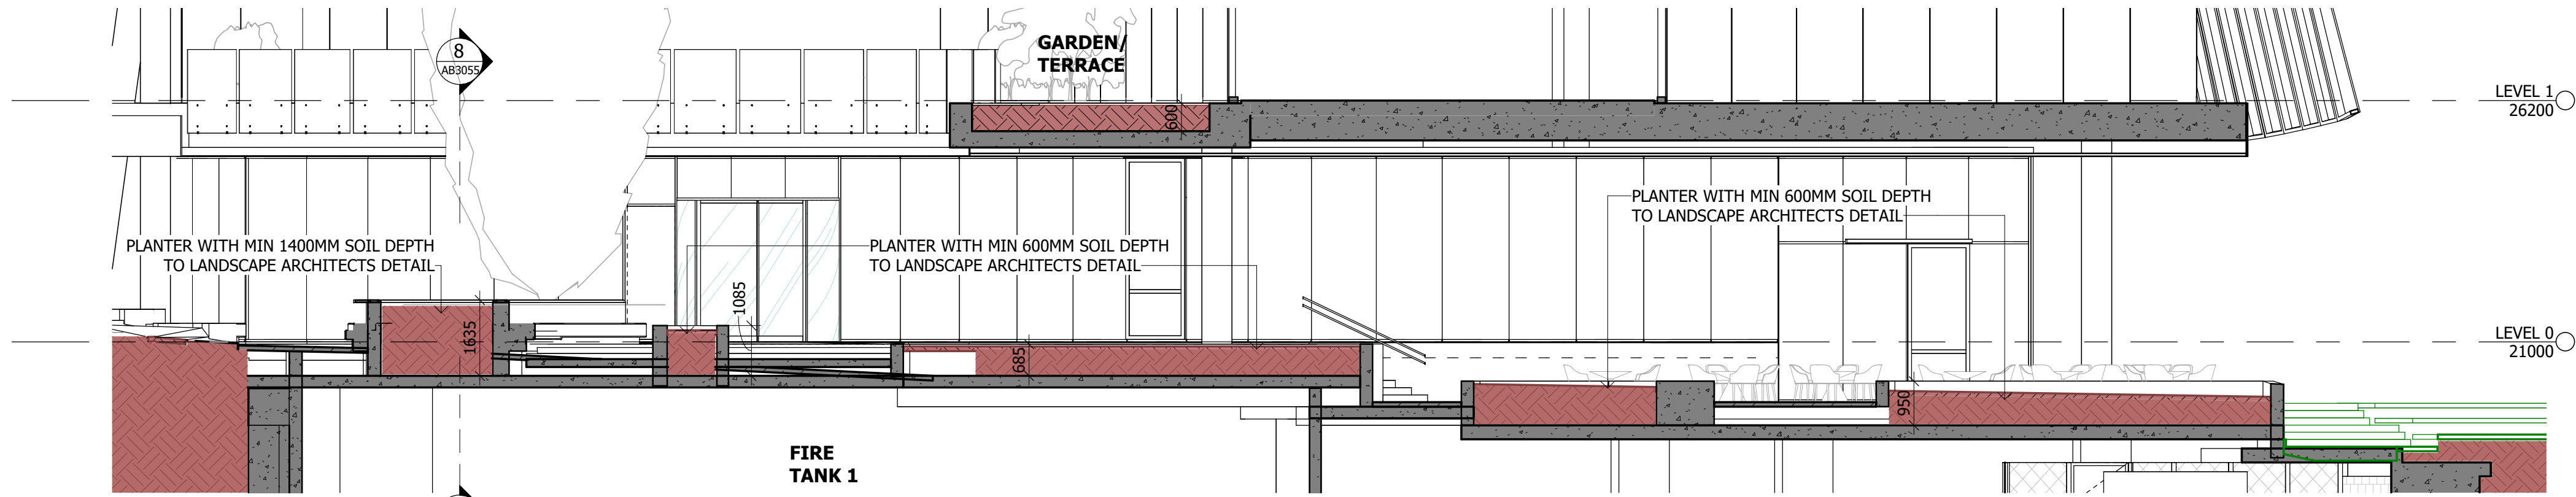 8
AB3055
GARDEN/
TERRACE
600
LEVEL 1
26200
PLANTER WITH MIN 1400MM SOIL DEPTH
TO LANDSCAPE ARCHITECTS DETAIL
PLANTER WITH MIN 600MM SOIL DEPTH
TO LANDSCAPE ARCHITECTS DETAIL
PLANTER WITH MIN 600MM SOIL DEPTH
TO LANDSCAPE ARCHITECTS DETAIL
1635
1085
685
950
LEVEL 0
21000
FIRE
TANK 1